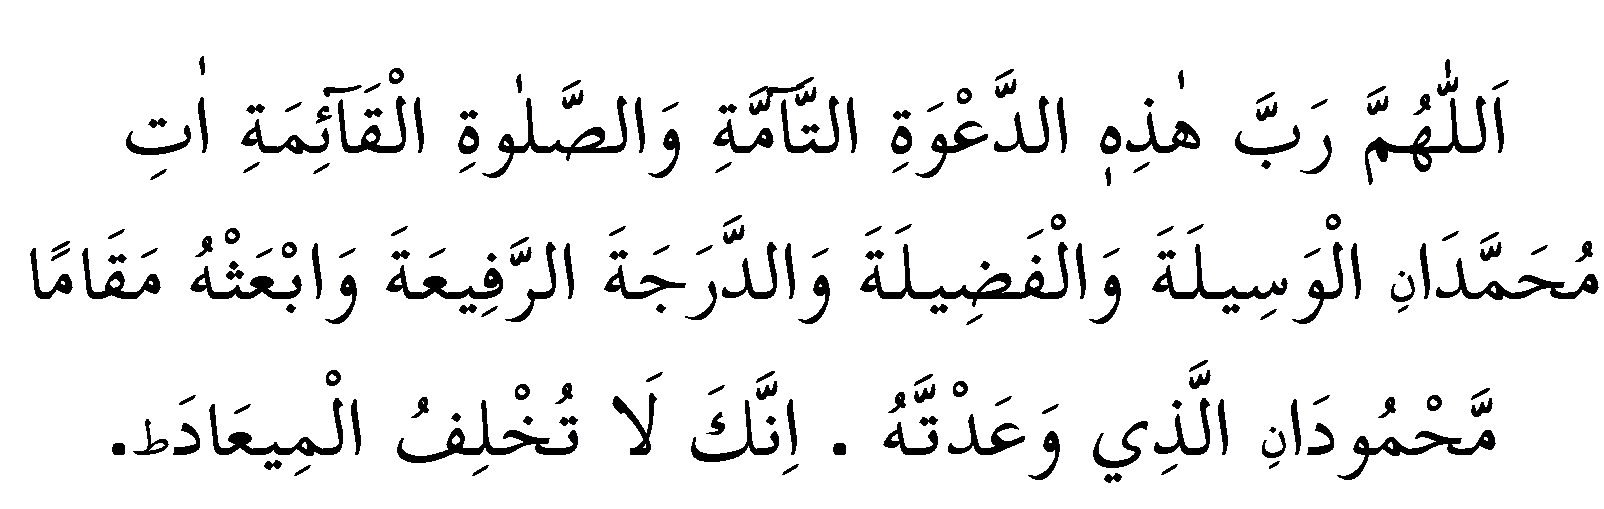 اَللّٰهُمَّ رَبَّ هٰذِهِ الدَّعْوَةِ التَّآمَّةِ وَالصَّلٰوةِ الْقَآئِمَةِ اٰتِ
مُحَمَّدَانِ الْوَسِيلَةَ وَالْفَضِيلَةَ وَالدَّرَجَةَ الرَّفِيعَةَ وَابْعَثْهُ مَقَامًا
مَّحْمُودَانِ الَّذِي وَعَدْتَّهُ . اِنَّكَ لَا تُخْلِفُ الْمِيعَادَط.